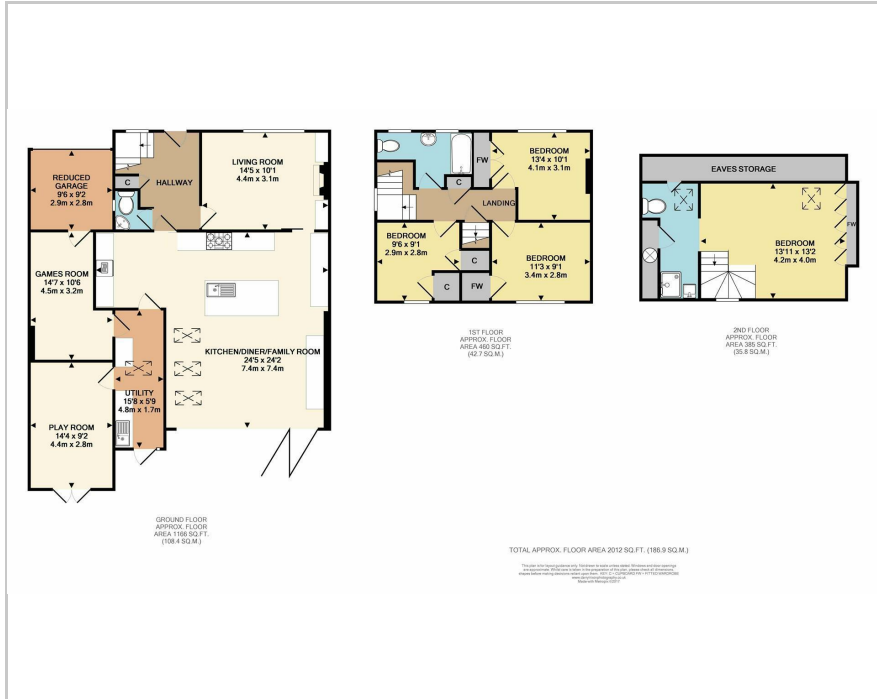 REDUCED
GARAGE
9'6 x 9'2
2.9m x 2.8m
C
HALLWAY
LIVING ROOM
14'5 x 10'1
4.4m x 3.1m
GAMES ROOM
14'7 x 10'6
4.5m x 3.2m
KITCHEN/DINER/FAMILY ROOM
24'5 x 24'2
7.4m x 7.4m
UTILITY
15'8 x 5'9
4.8m x 1.7m
PLAY ROOM
14'4 x 9'2
4.4m x 2.8m
GROUND FLOOR
APPROX. FLOOR
AREA 1166 SQ.FT.
(108.4 SQ.M.)
FW
BEDROOM
13'4 x 10'1
4.1m x 3.1m
C
LANDING
BEDROOM
9'6 x 9'1
2.9m x 2.8m
C
C
FW
BEDROOM
11'3 x 9'1
3.4m x 2.8m
1ST FLOOR
APPROX. FLOOR
AREA 460 SQ.FT.
(42.7 SQ.M.)
EAVES STORAGE
BEDROOM
13'11 x 13'2
4.2m x 4.0m
FW
2ND FLOOR
APPROX. FLOOR
AREA 385 SQ.FT.
(35.8 SQ.M.)
TOTAL APPROX. FLOOR AREA 2012 SQ.FT. (186.9 SQ.M.)
Made with Metropix ©2017